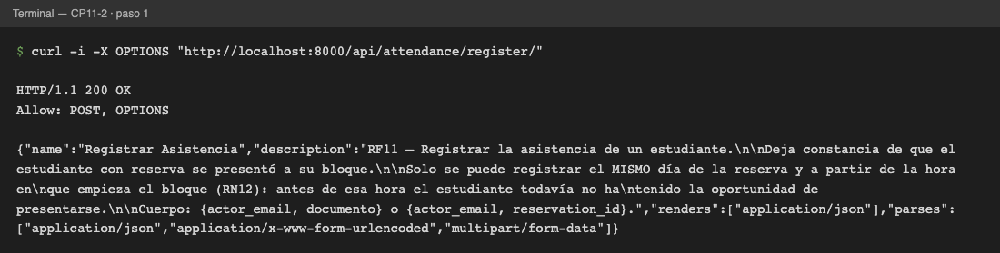 Terminal — CP11-2 · paso 1
$ curl -i -X OPTIONS "http://localhost:8000/api/attendance/register/"
HTTP/1.1 200 OK
Allow: POST, OPTIONS
{"name":"Registrar Asistencia","description":"RF11 — Registrar la asistencia de un estudiante.\n\nDeja constancia de que el
estudiante con reserva se presentó a su bloque.\n\nSolo se puede registrar el MISMO día de la reserva y a partir de la hora
en\nque empieza el bloque (RN12): antes de esa hora el estudiante todavía no ha\ntenido la oportunidad de
presentarse.\n\nCuerpo: {actor_email, documento} o {actor_email, reservation_id}.","renders":["application/json"],"parses":
["application/json","application/x-www-form-urlencoded","multipart/form-data"]}